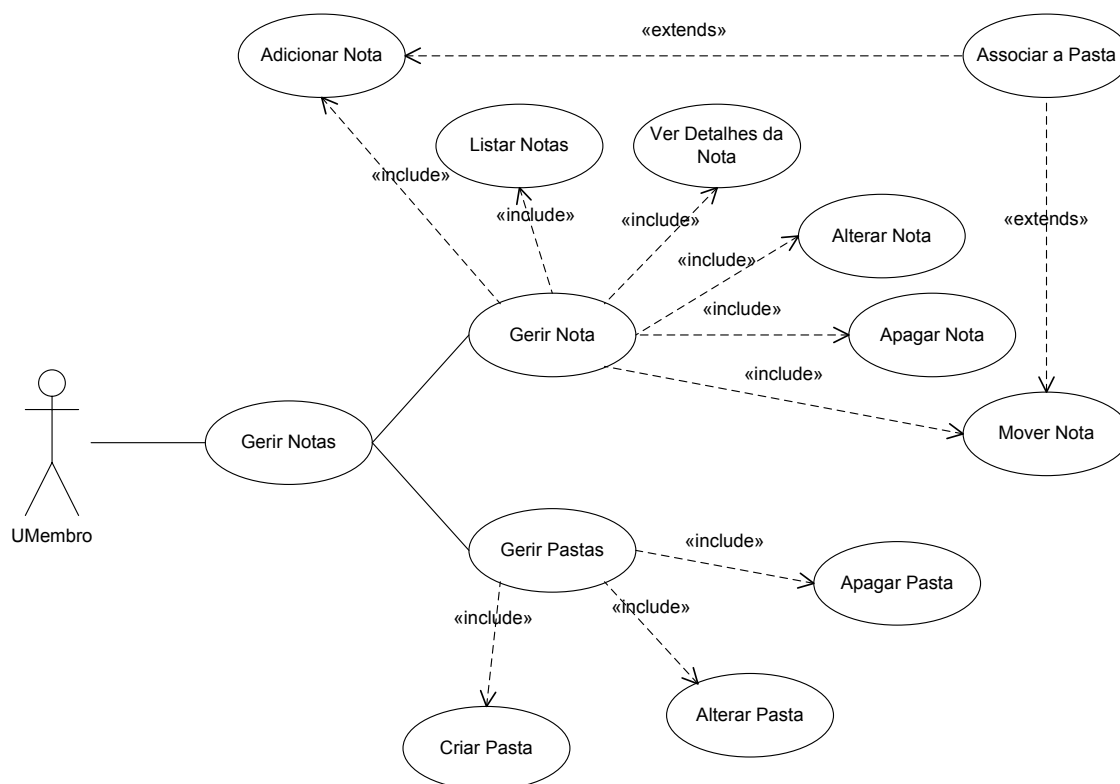 «extends»
Adicionar Nota
Associar a Pasta
Listar Notas
Ver Detalhes da
Nota
«include»
«include»
«include»
«extends»
Alterar Nota
«include»
«include»
Gerir Nota
Apagar Nota
«include»
Mover Nota
Gerir Notas
UMembro
Gerir Pastas
«include»
Apagar Pasta
«include»
«include»
Alterar Pasta
Criar Pasta